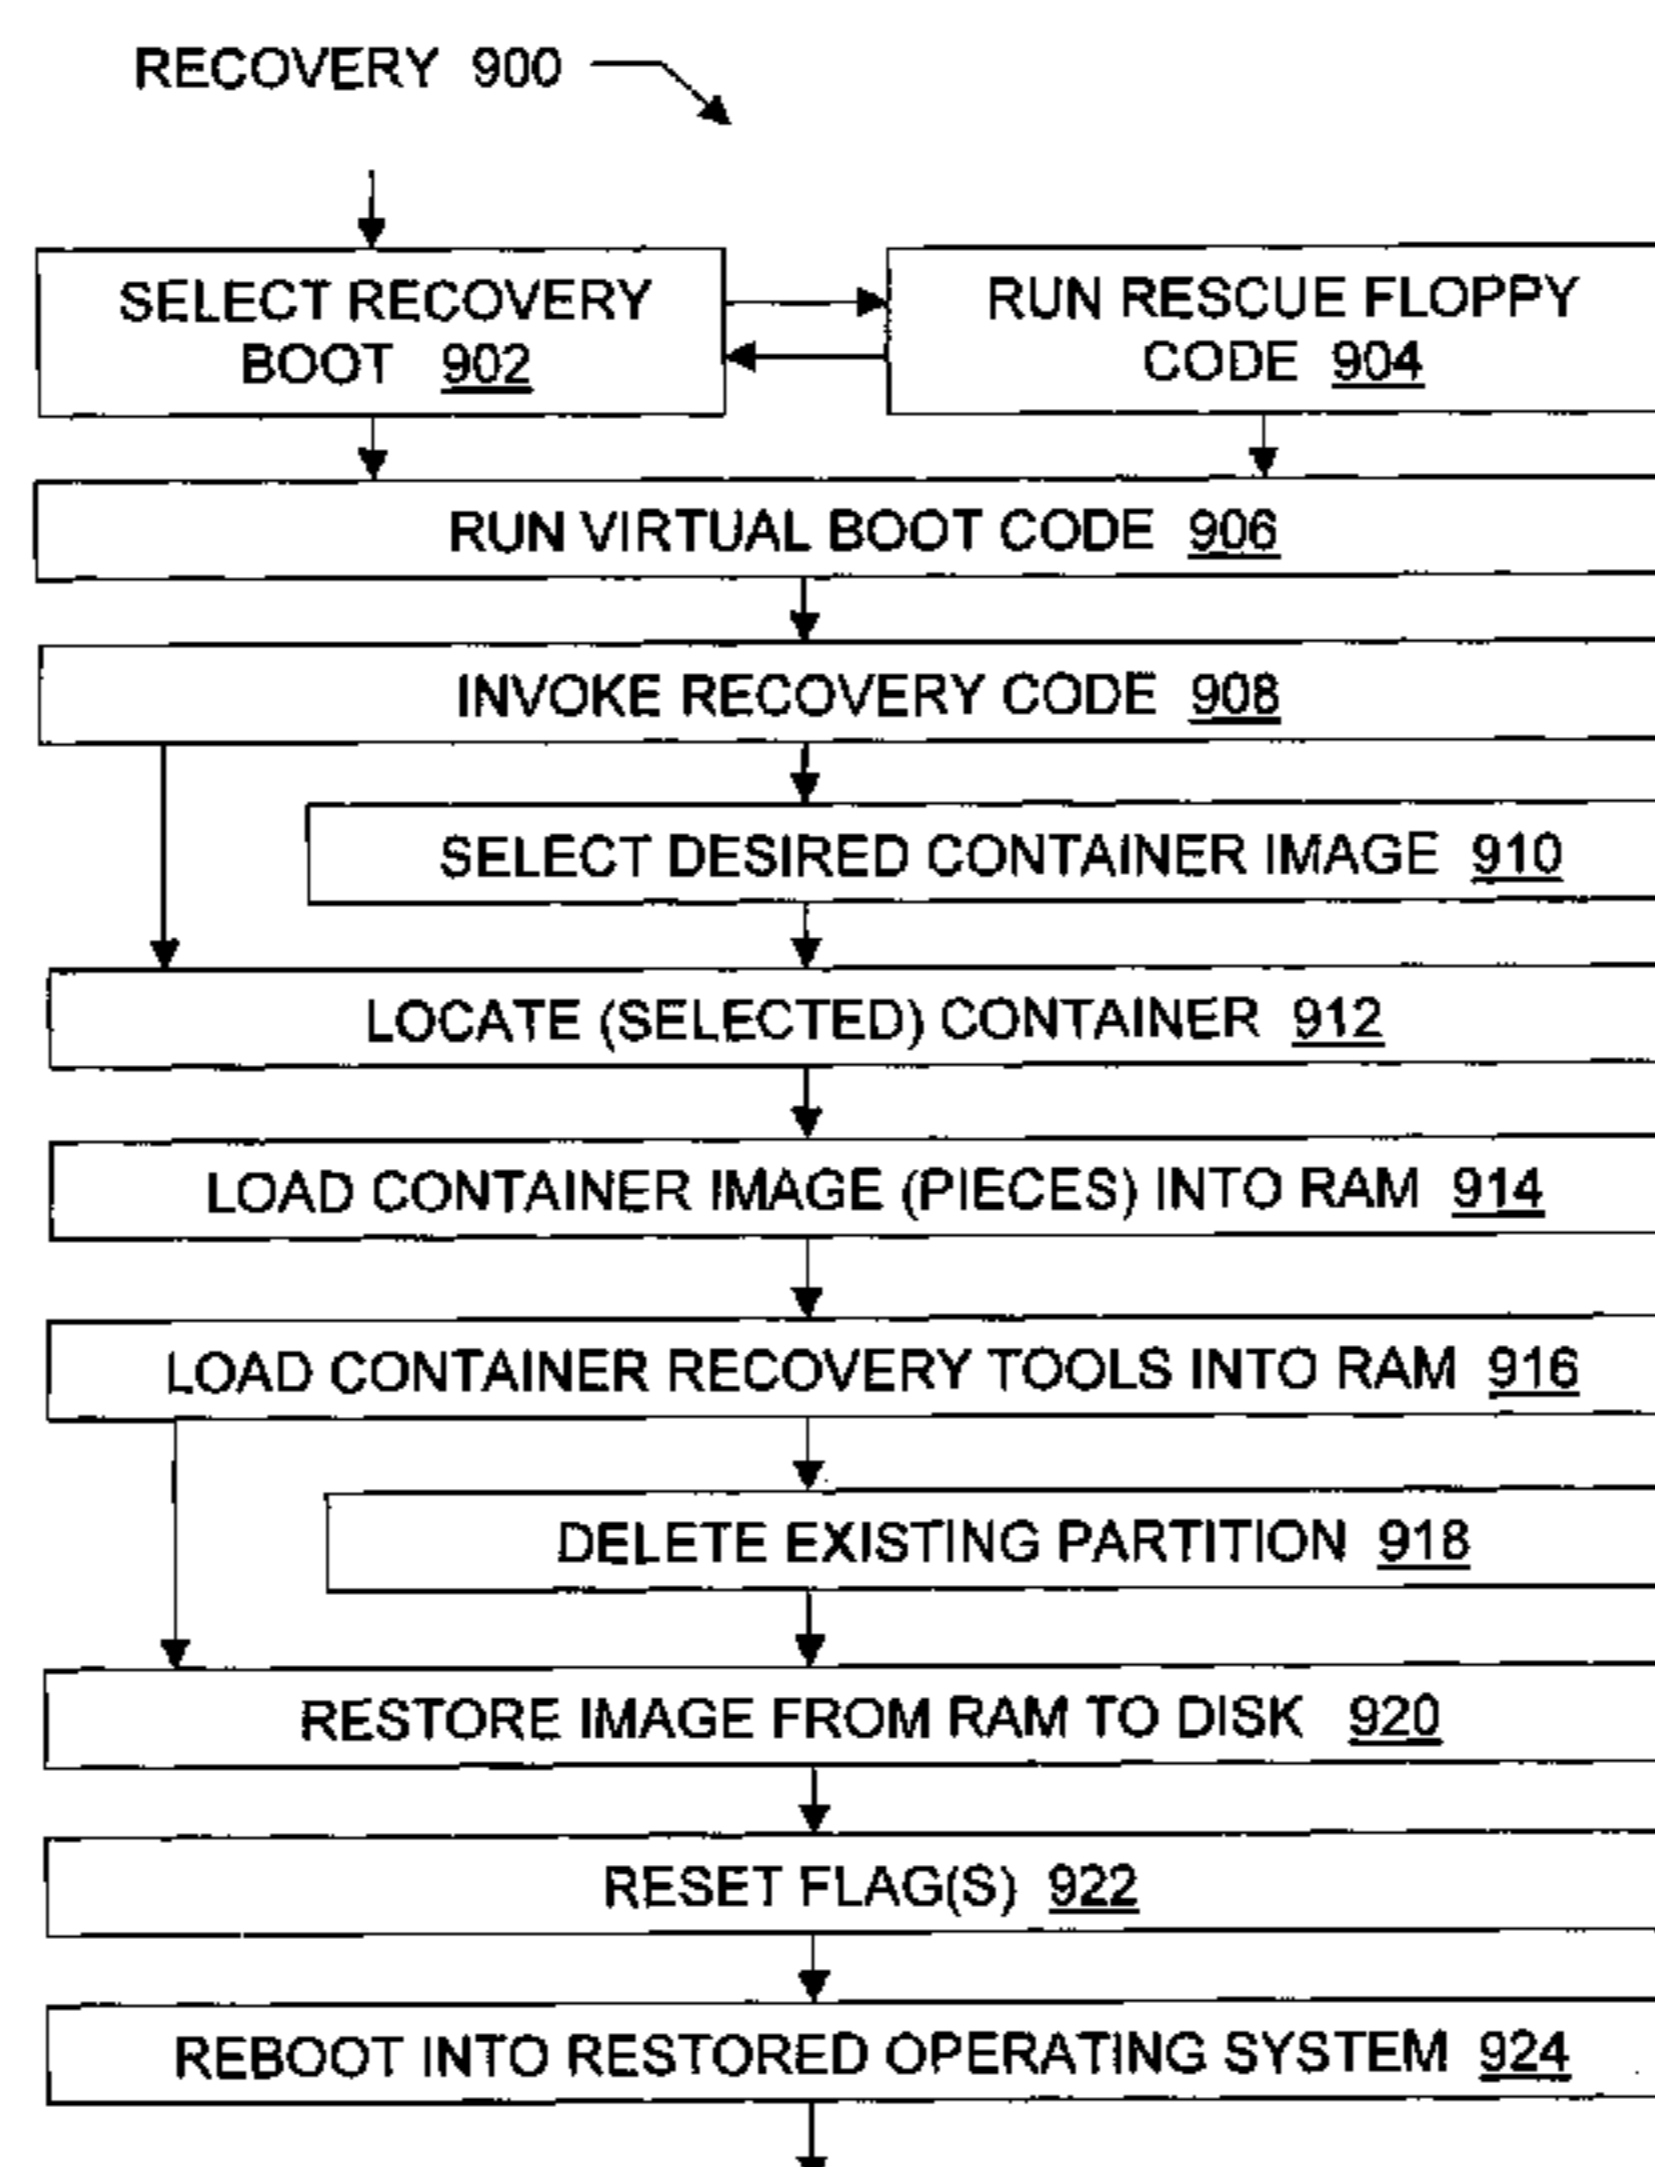 RECOVERY 900
SELECT RECOVERY
BOOT 902
RUN RESCUE FLOPPY
CODE 904
RUN VIRTUAL BOOT CODE 906
INVOKE RECOVERY CODE 908
SELECT DESIRED CONTAINER IMAGE 910
LOCATE (SELECTED) CONTAINER 912
LOAD CONTAINER IMAGE (PIECES) INTO RAM 914
LOAD CONTAINER RECOVERY TOOLS INTO RAM 916
DELETE EXISTING PARTITION 918
RESTORE IMAGE FROM RAM TO DISK 920
RESET FLAG(S) 922
REBOOT INTO RESTORED OPERATING SYSTEM 924